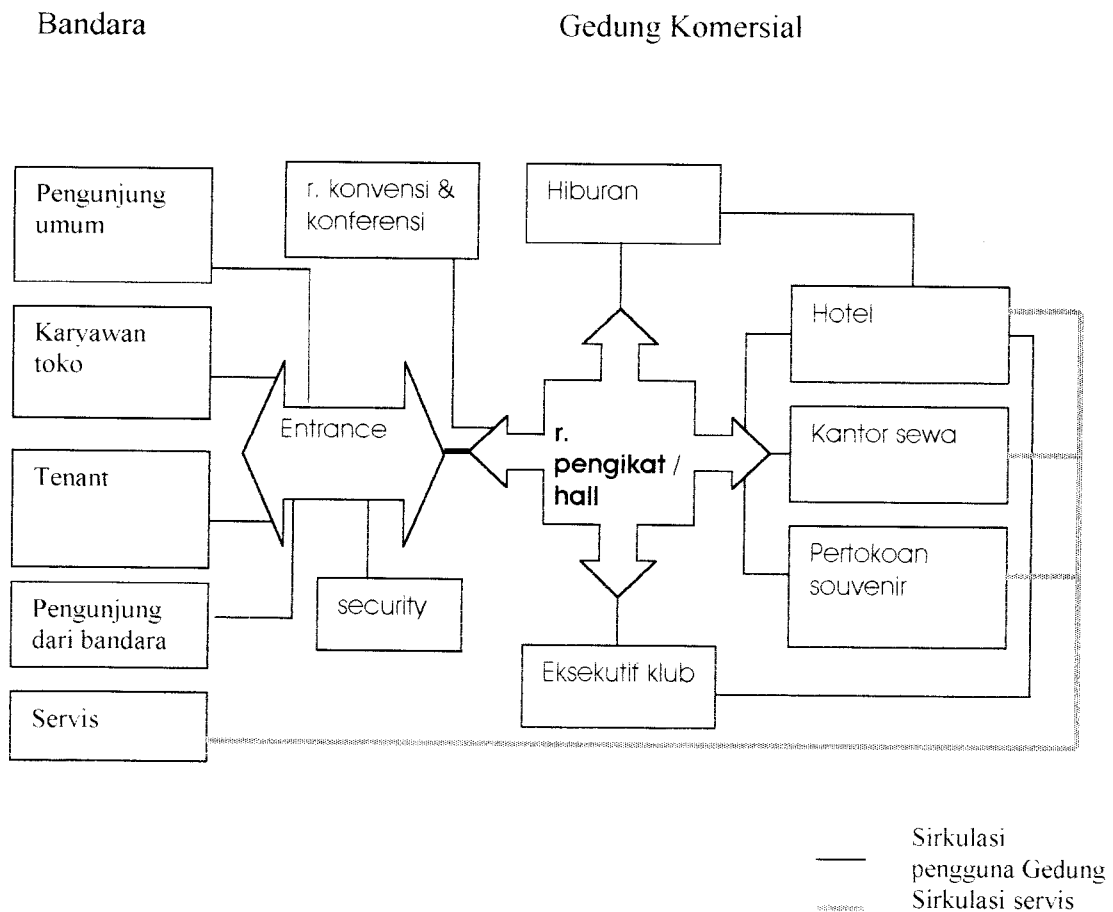 Bandara
Gedung Komersial
Pengunjung
umum
r. konvensi &
konferensi
Hiburan
Karyawan
toko
Hotel
Entrance
Kantor sewa
r.
pengikat /
hall
Tenant
Pertokoan
souvenir
Pengunjung
dari bandara
security
Eksekutif klub
Servis
Sirkulasi
pengguna Gedung
Sirkulasi servis